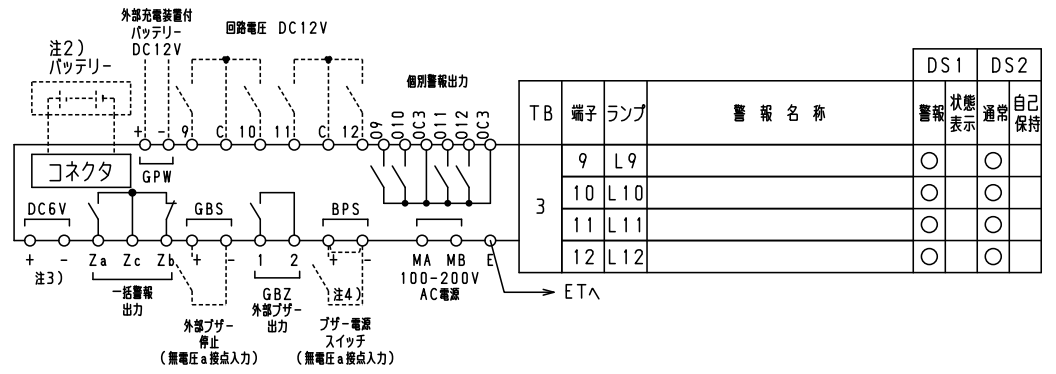 外部充電装置付
バッテリー
DC12V
回路電圧 DC12V
注2)
バッテリー
個別警報出力
+ - 9 C 10 11 C 12 O9 O10 OC3 O11 O12 OC3
コネクタ
GPW
DC6V GBS BPS
+ - Za Zc Zb + - 1 2 + - MA MB E
注3)
一括警報
出力
GBZ
外部ブザー
出力
注4)
100-200V
AC電源
ETへ
外部ブザー
停止
(無電圧a接点入力)
ブザー電源
スイッチ
(無電圧a接点入力)
DS1 DS2
TB 端子 ランプ 警報名称 警報 状態表示 通常 自己保持
3
9 L9 ○ ○
10 L10 ○ ○
11 L11 ○ ○
12 L12 ○ ○